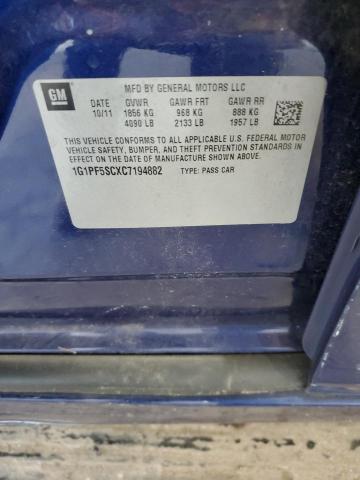 GM
MFD BY GENERAL MOTORS LLC
DATE GVWR GAWR FRT GAWR RR
10/11 1856 KG 968 KG 888 KG
4090 LB 2133 LB 1957 LB
THIS VEHICLE CONFORMS TO ALL APPLICABLE U.S. FEDERAL MOTOR
VEHICLE SAFETY, BUMPER, AND THEFT PREVENTION STANDARDS
IN EFFECT ON THE DATE OF MANUFACTURE SHOWN ABOVE.
1G1PF5SCXC7194882 TYPE: PASS CAR